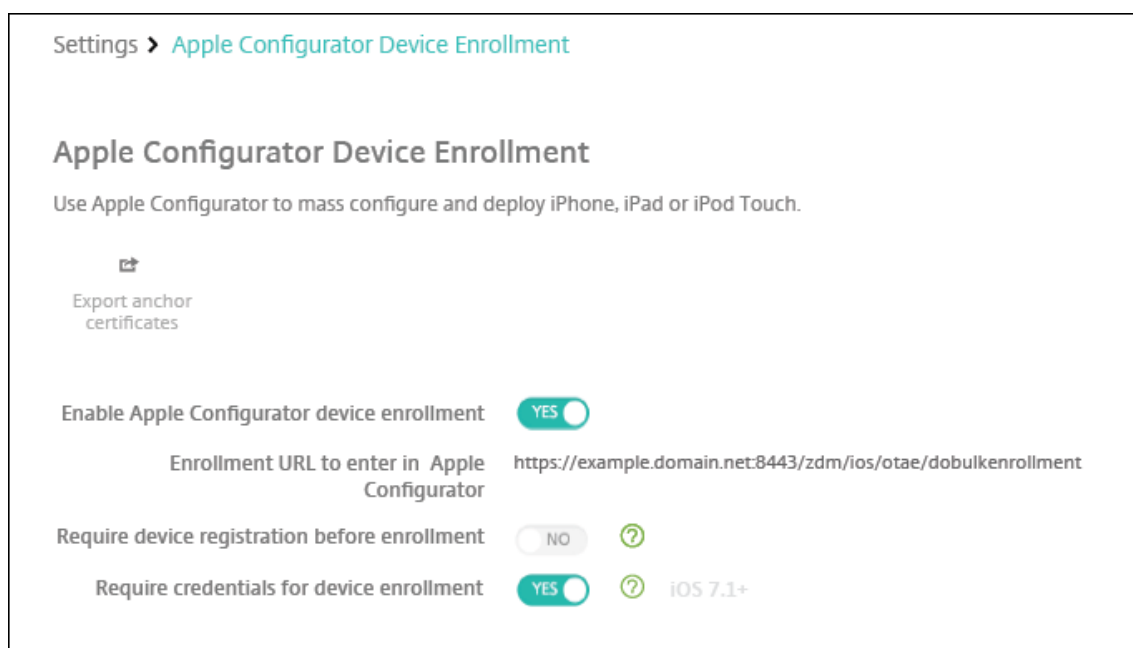 Settings > Apple Configurator Device Enrollment
Apple Configurator Device Enrollment
Use Apple Configurator to mass configure and deploy iPhone, iPad or iPod Touch.
Export anchor
certificates
Enable Apple Configurator device enrollment YES
Enrollment URL to enter in Apple https://example.domain.net:8443/zdm/ios/otae/dobulkenrollment
Configurator
Require device registration before enrollment NO ?
Require credentials for device enrollment YES ? iOS 7.1+